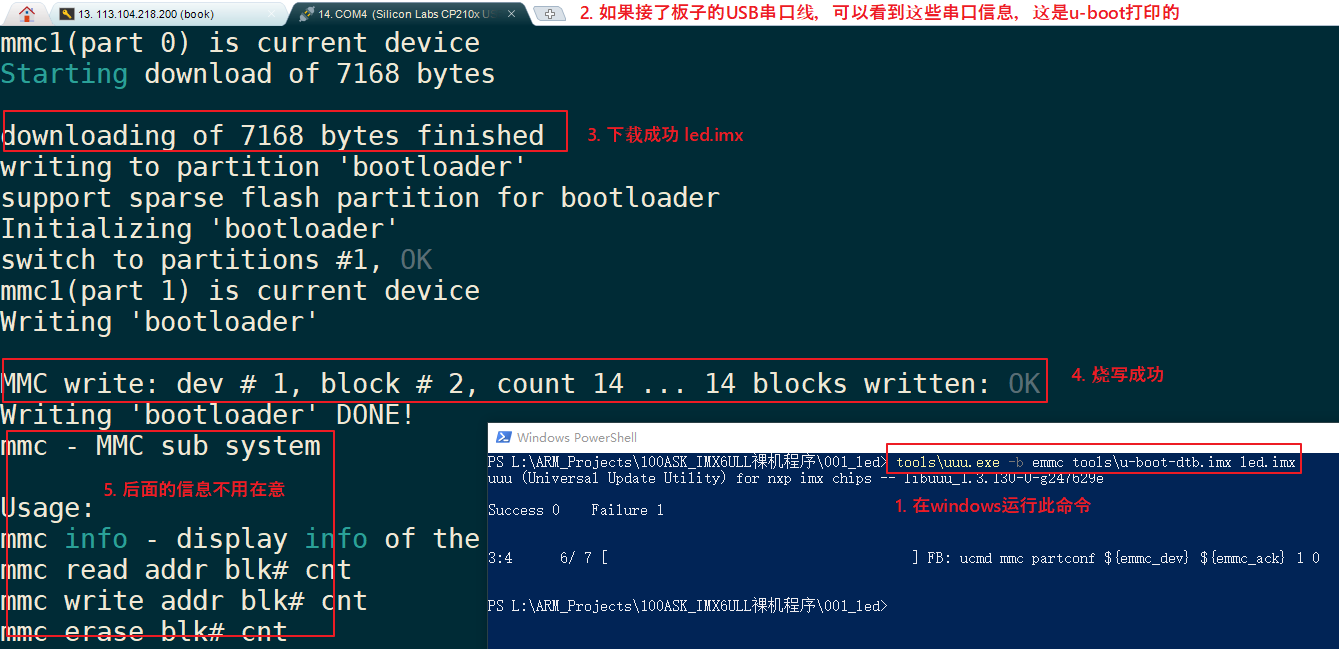 13. 113.104.218.200 (book)
14. COM4 (Silicon Labs CP210x US
2. 如果接了板子的USB串口线，可以看到这些串口信息，这是u-boot打印的
mmc1(part 0) is current device
Starting download of 7168 bytes
downloading of 7168 bytes finished
3. 下载成功 led.imx
writing to partition 'bootloader'
support sparse flash partition for bootloader
Initializing 'bootloader'
switch to partitions #1, OK
mmc1(part 1) is current device
Writing 'bootloader'
MMC write: dev # 1, block # 2, count 14 ... 14 blocks written: OK
4. 烧写成功
Writing 'bootloader' DONE!
mmc - MMC sub system
5. 后面的信息不用在意
Usage:
mmc info - display info of the
mmc read addr blk# cnt
mmc write addr blk# cnt
mmc erase blk# cnt
Windows PowerShell
PS L:\ARM_Projects\100ASK_IMX6ULL裸机程序\001_led> tools\uuu.exe -b emmc tools\u-boot-dtb.imx led.imx
uuu (Universal Update Utility) for nxp imx chips -- libuuu_1.3.130-0-g247629e
1. 在windows运行此命令
Success 0 Failure 1
3:4 6/ 7 [ ] FB: ucmd mmc partconf ${emmc_dev} ${emmc_ack} 1 0
PS L:\ARM_Projects\100ASK_IMX6ULL裸机程序\001_led>